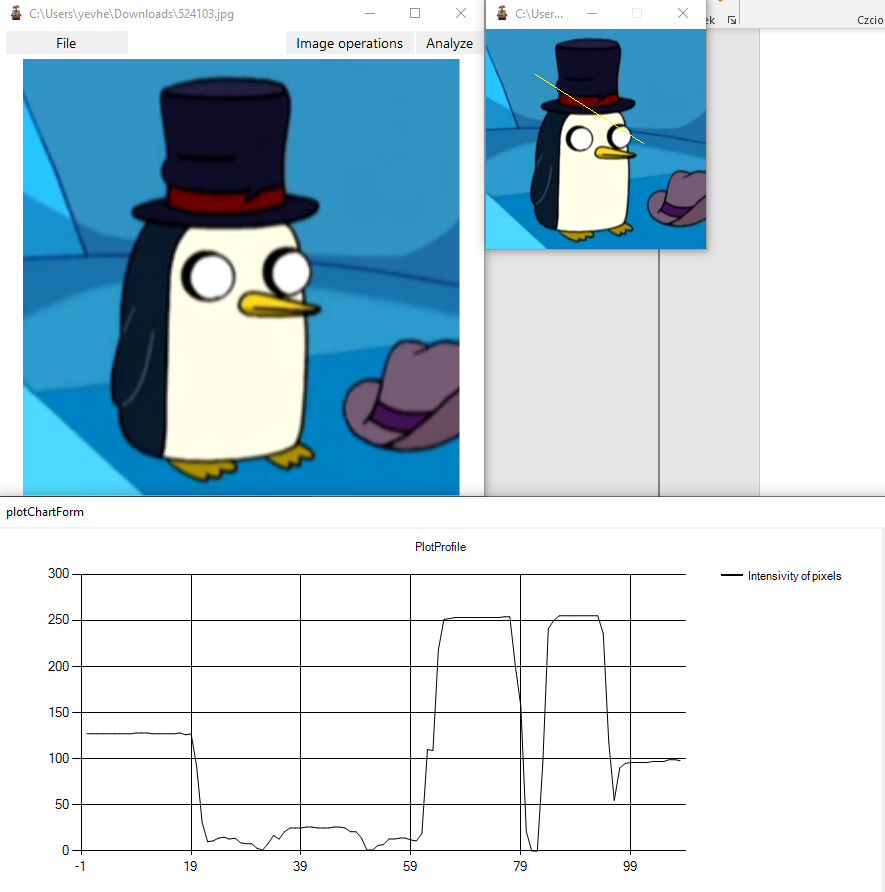 C:\Users\yevhe\Downloads\524103.jpg
C:\User...
ek
Czcio
File
Image operations
Analyze
plotChartForm
PlotProfile
Intensivity of pixels
300
250
200
150
100
50
0
-1 19 39 59 79 99